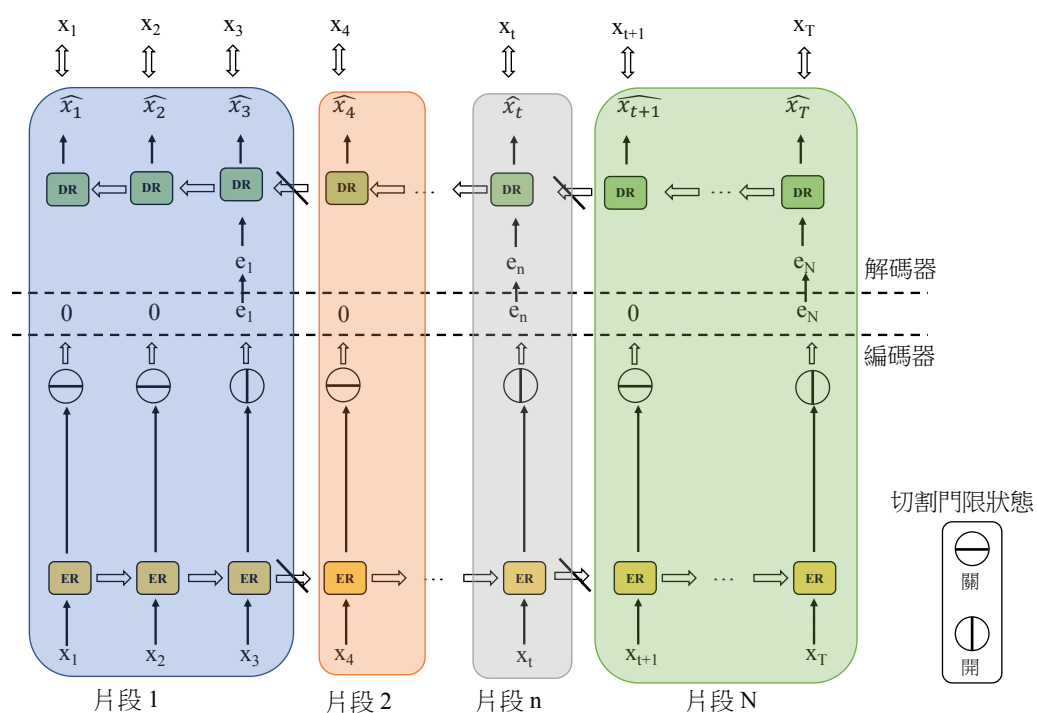 x1 x2 x3 x4 xt xt+1 xT
x̂1 x̂2 x̂3 x̂4 x̂t x̂t+1 x̂T
DR DR DR DR … DR DR … DR
e1 en eN
解碼器
0 0 e1 0 en 0 eN
編碼器
切割門限狀態
關
開
ER ER ER ER … ER ER … ER
x1 x2 x3 x4 xt xt+1 xT
片段 1 片段 2 片段 n 片段 N